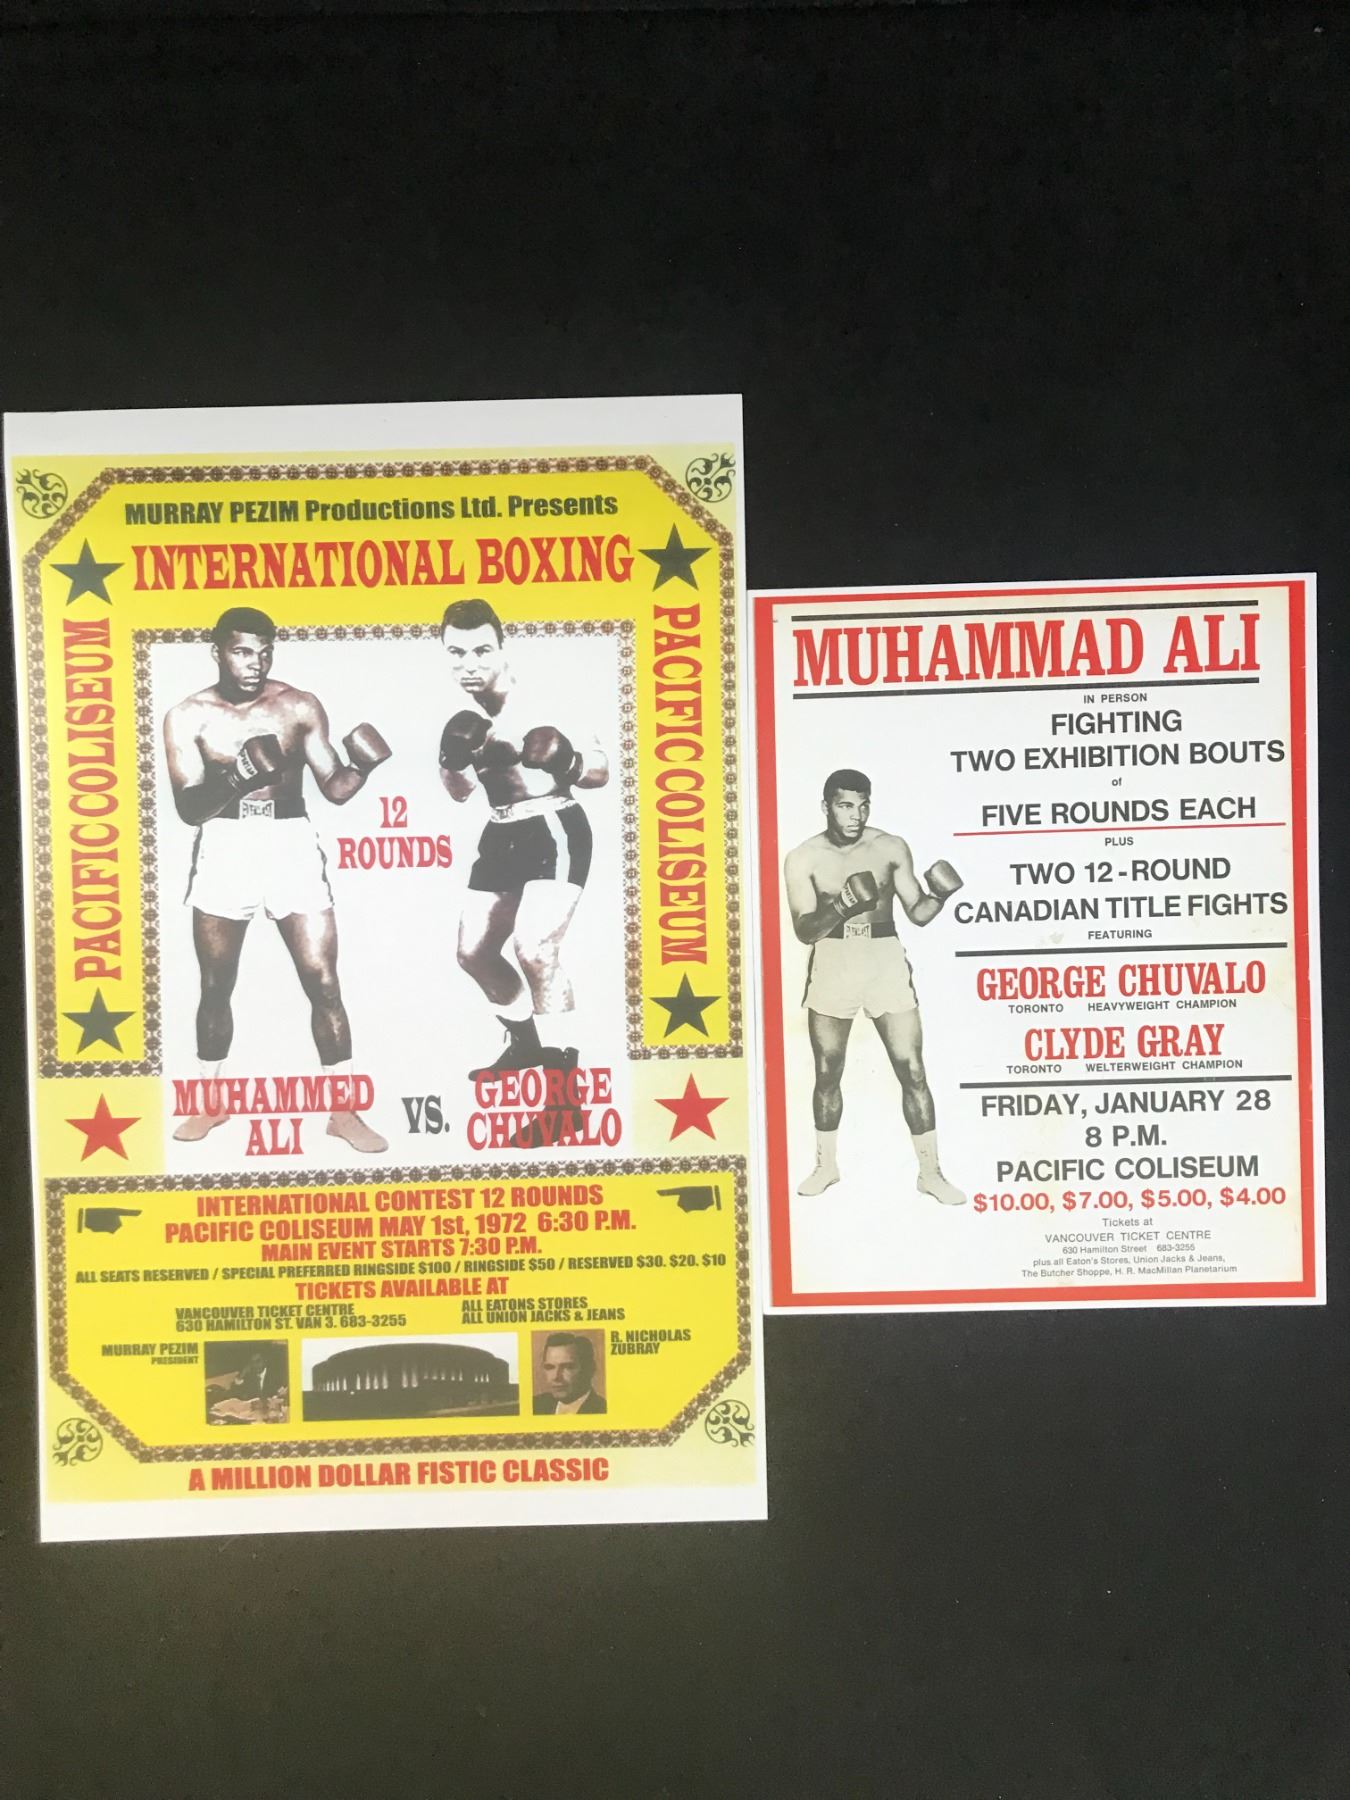 MURRAY PEZIM Productions Ltd. Presents
INTERNATIONAL BOXING
PACIFIC COLISEUM
PACIFIC COLISEUM
12
ROUNDS
MUHAMMED
ALI
VS.
GEORGE
CHUVALO
INTERNATIONAL CONTEST 12 ROUNDS
PACIFIC COLISEUM MAY 1st, 1972 6:30 P.M.
MAIN EVENT STARTS 7:30 P.M.
ALL SEATS RESERVED / SPECIAL PREFERRED RINGSIDE $100 / RINGSIDE $50 / RESERVED $30. $20. $10
TICKETS AVAILABLE AT
VANCOUVER TICKET CENTRE
630 HAMILTON ST. VAN 3. 683-3255
ALL EATONS STORES
ALL UNION JACKS & JEANS
MURRAY PEZIM
PRESIDENT
R. NICHOLAS
ZUBRAY
A MILLION DOLLAR FISTIC CLASSIC
MUHAMMAD ALI
IN PERSON
FIGHTING
TWO EXHIBITION BOUTS
of
FIVE ROUNDS EACH
PLUS
TWO 12-ROUND
CANADIAN TITLE FIGHTS
FEATURING
GEORGE CHUVALO
TORONTO HEAVYWEIGHT CHAMPION
CLYDE GRAY
TORONTO WELTERWEIGHT CHAMPION
FRIDAY, JANUARY 28
8 P.M.
PACIFIC COLISEUM
$10.00, $7.00, $5.00, $4.00
Tickets at
VANCOUVER TICKET CENTRE
630 Hamilton Street 683-3255
plus all Eaton's Stores, Union Jacks & Jeans,
The Butcher Shoppe, H. R. MacMillan Planetarium